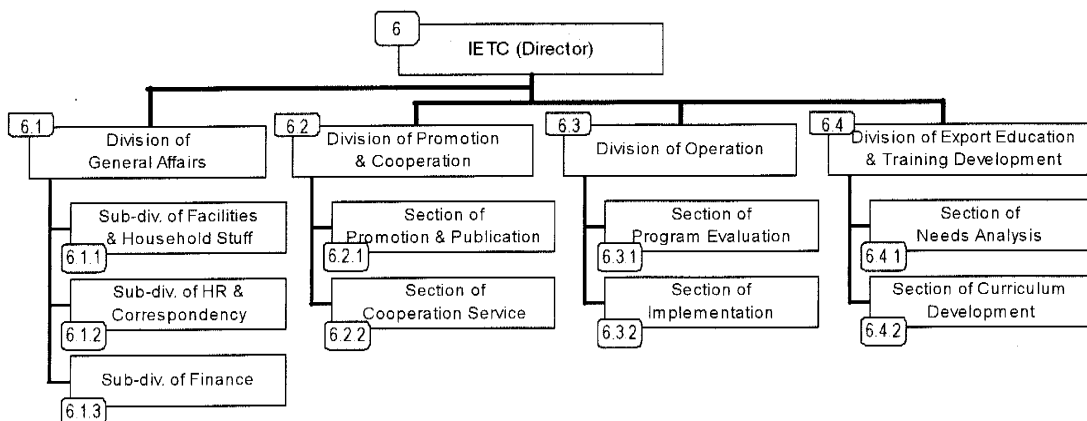 6
IETC (Director)
6.1
Division of
General Affairs
6.1.1
Sub-div. of Facilities
& Household Stuff
6.1.2
Sub-div. of HR &
Correspondency
6.1.3
Sub-div. of Finance
6.2
Division of Promotion
& Cooperation
6.2.1
Section of
Promotion & Publication
6.2.2
Section of
Cooperation Service
6.3
Division of Operation
6.3.1
Section of
Program Evaluation
6.3.2
Section of
Implementation
6.4
Division of Export Education
& Training Development
6.4.1
Section of
Needs Analysis
6.4.2
Section of Curriculum
Development